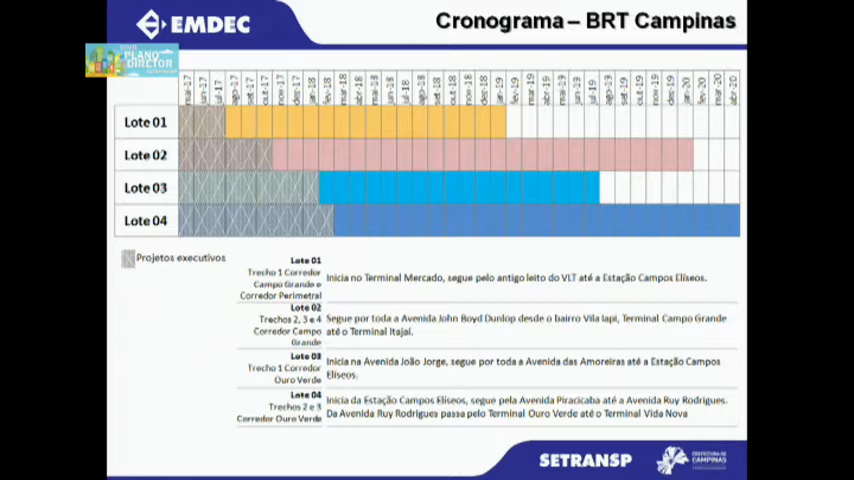 EMDEC
Cronograma – BRT Campinas
PLANO
DIRETOR
mai-17 jun-17 jul-17 ago-17 set-17 out-17 nov-17 dez-17 jan-18 fev-18 mar-18 abr-18 mai-18 jun-18 jul-18 ago-18 set-18 out-18 nov-18 dez-18 jan-19 fev-19 mar-19 abr-19 mai-19 jun-19 jul-19 ago-19 set-19 out-19 nov-19 dez-19 jan-20 fev-20 mar-20 abr-20
Lote 01
Lote 02
Lote 03
Lote 04
Projetos executivos
Lote 01
Trecho 1 Corredor
Campo Grande e
Corredor Perimetral
Inicia no Terminal Mercado, segue pelo antigo leito do VLT até a Estação Campos Elíseos.
Lote 02
Trechos 2, 3 e 4
Corredor Campo
Grande
Segue por toda a Avenida John Boyd Dunlop desde o bairro Vila Iapi, Terminal Campo Grande
até o Terminal Itajaí.
Lote 03
Trecho 1 Corredor
Ouro Verde
Inicia na Avenida João Jorge, segue por toda a Avenida das Amoreiras até a Estação Campos
Elíseos.
Lote 04
Trechos 2 e 3
Corredor Ouro Verde
Inicia da Estação Campos Elíseos, segue pela Avenida Piracicaba até a Avenida Ruy Rodrigues.
Da Avenida Ruy Rodrigues passa pelo Terminal Ouro Verde até o Terminal Vida Nova
SETRANSP
PREFEITURA DE
CAMPINAS